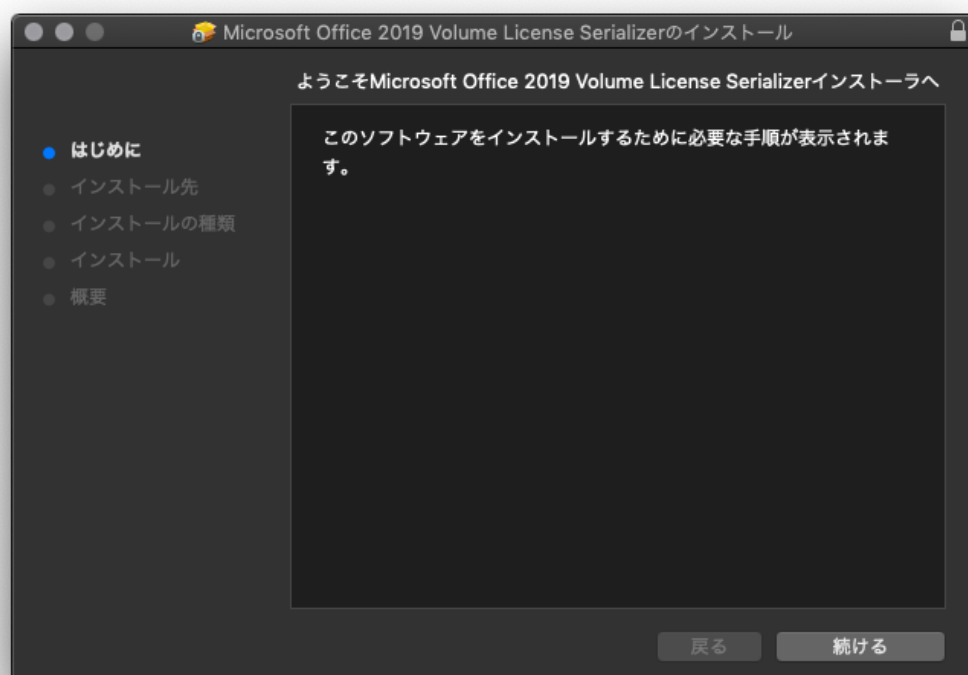 Microsoft Office 2019 Volume License Serializerのインストール
ようこそMicrosoft Office 2019 Volume License Serializerインストーラへ
はじめに
インストール先
インストールの種類
インストール
概要
このソフトウェアをインストールするために必要な手順が表示されま
す。
戻る
続ける